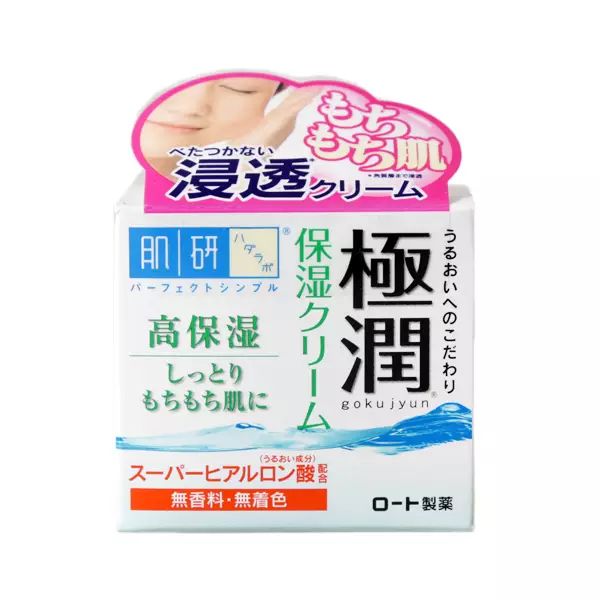 もち
もち肌
*角質層まで浸透
べたつかない
浸透*クリーム
肌研
ハダラボ
®
パーフェクトシンプル
うるおいへのこだわり
極潤
gokujyun®
保湿クリーム
高保湿
しっとり
もちもち肌に
(うるおい成分)
スーパーヒアルロン酸配合
無香料・無着色
ロート製薬